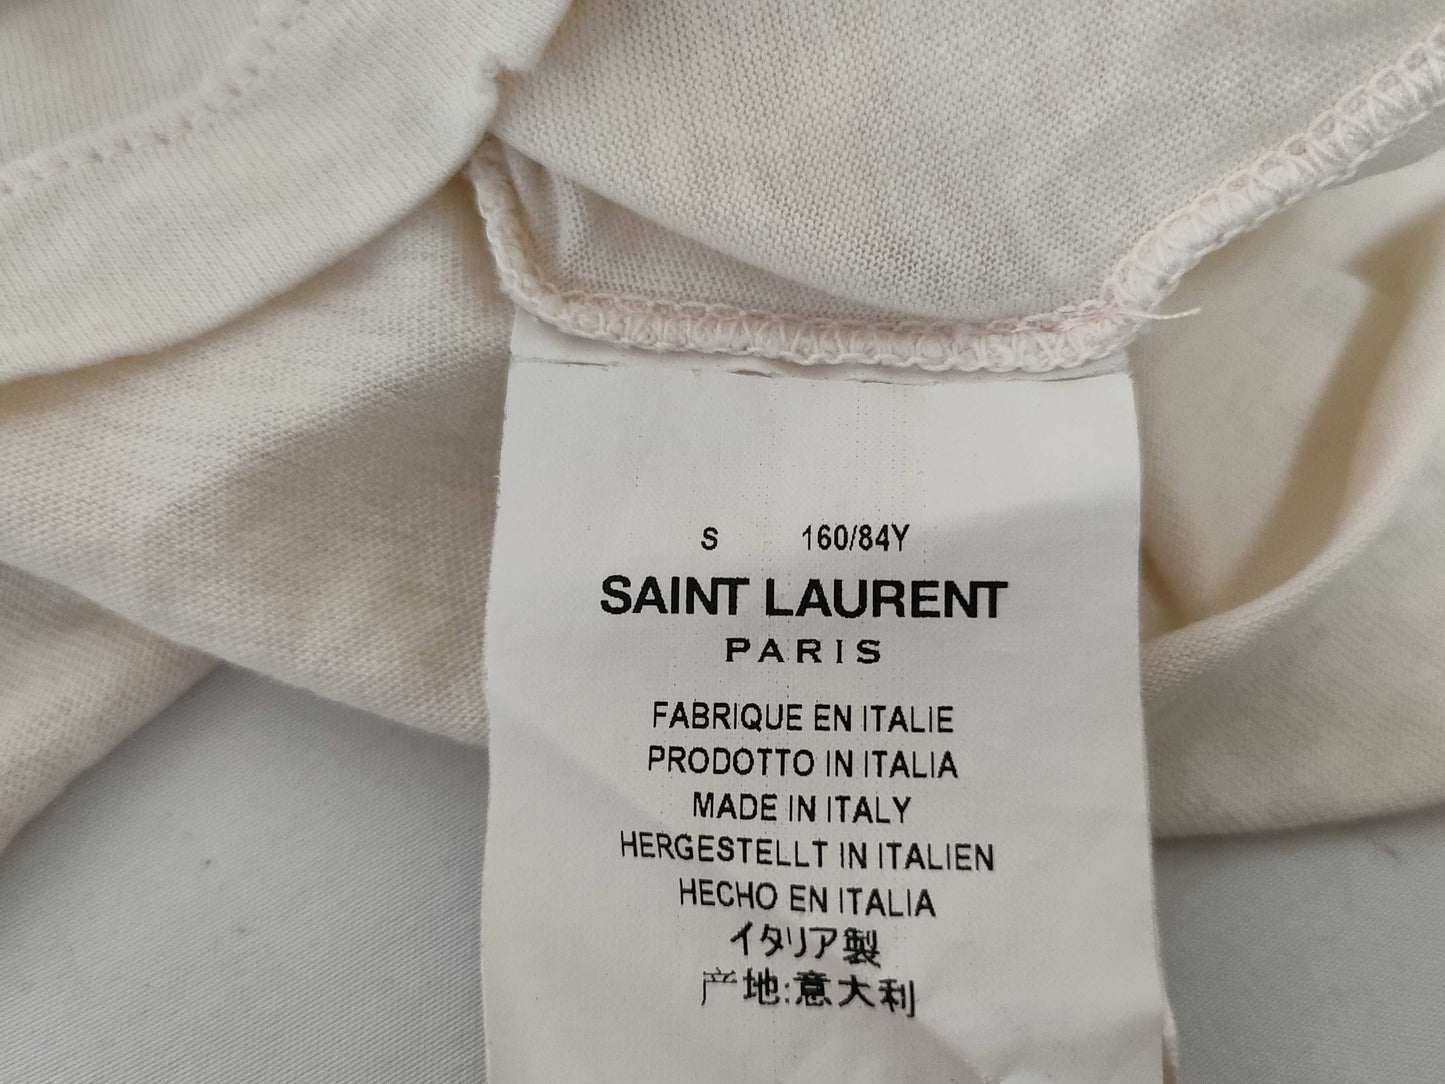 S 160/84Y
SAINT LAURENT
PARIS
FABRIQUE EN ITALIE
PRODOTTO IN ITALIA
MADE IN ITALY
HERGESTELLT IN ITALIEN
HECHO EN ITALIA
イタリア製
产地:意大利